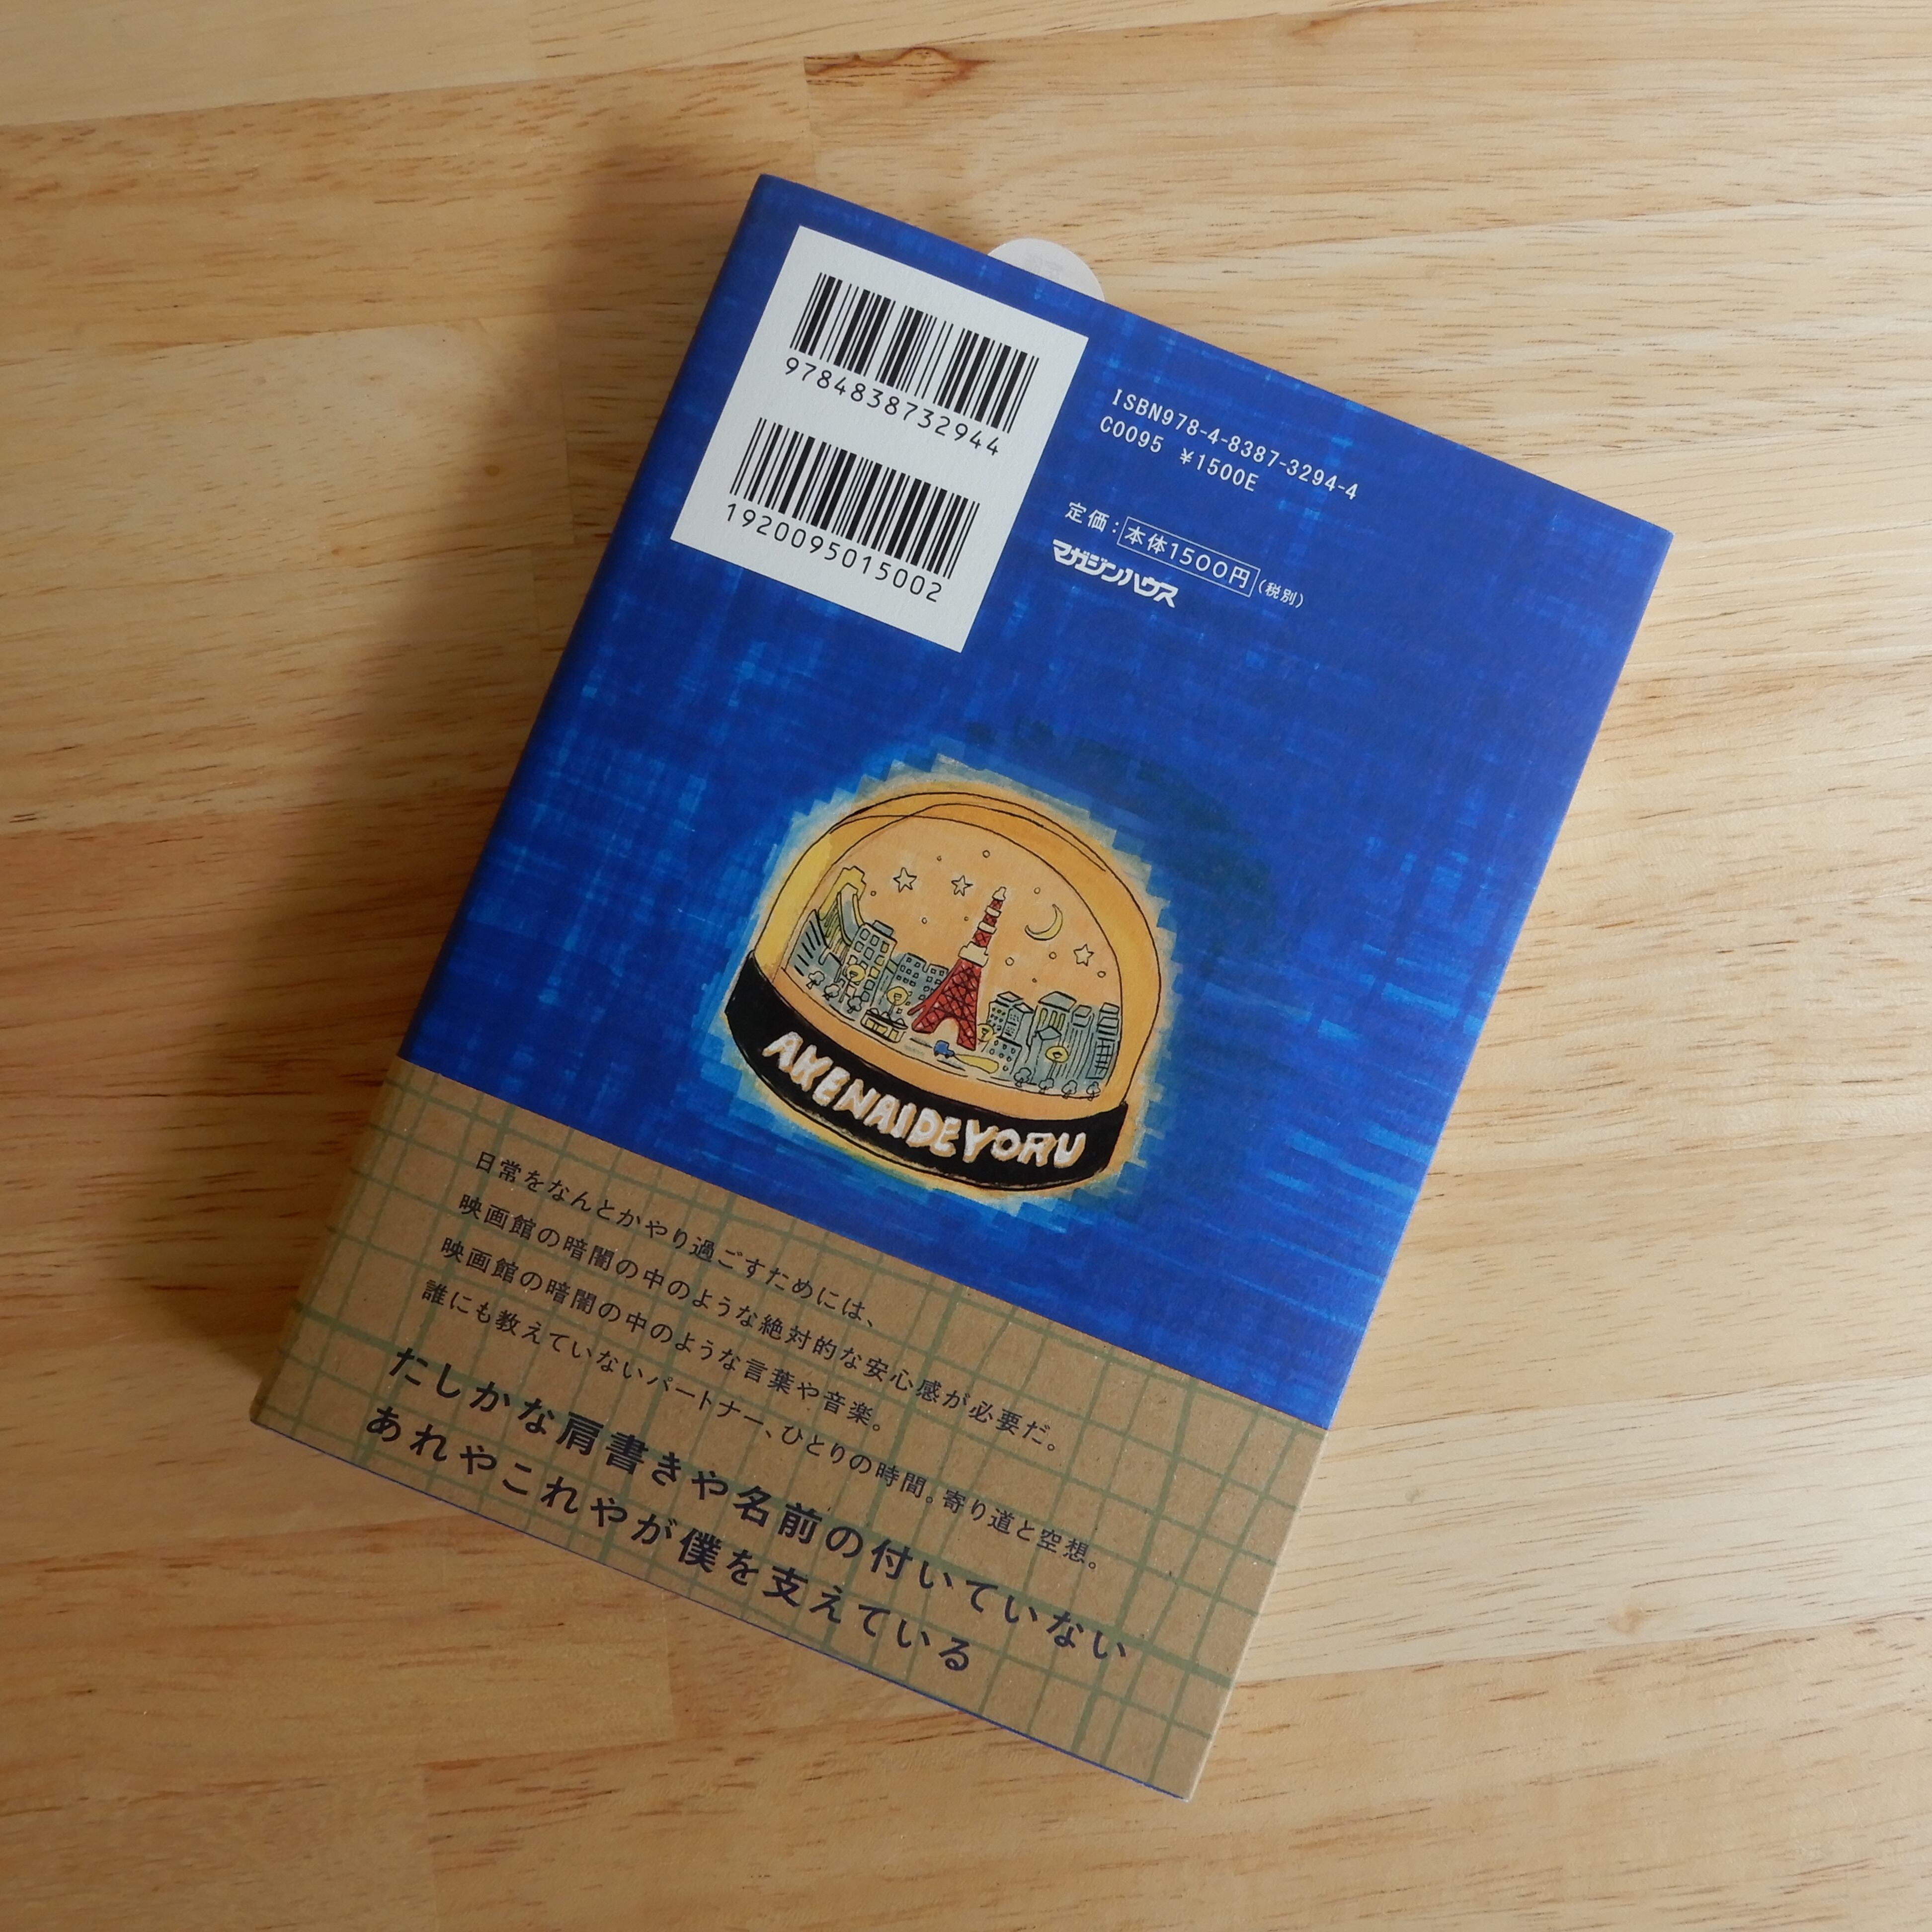 9784838732944
1920095015002
ISBN978-4-8387-3294-4
C0095 ¥1500E
定価：本体1500円（税別）
マガジンハウス
AKENAIDEYORU
日常をなんとかやり過ごすためには、
映画館の暗闇の中のような絶対的な安心感が必要だ。
映画館の暗闇の中のような言葉や音楽。
誰にも教えていないパートナー、ひとりの時間。寄り道と空想。
たしかな肩書きや名前の付いていない
あれやこれやが僕を支えている